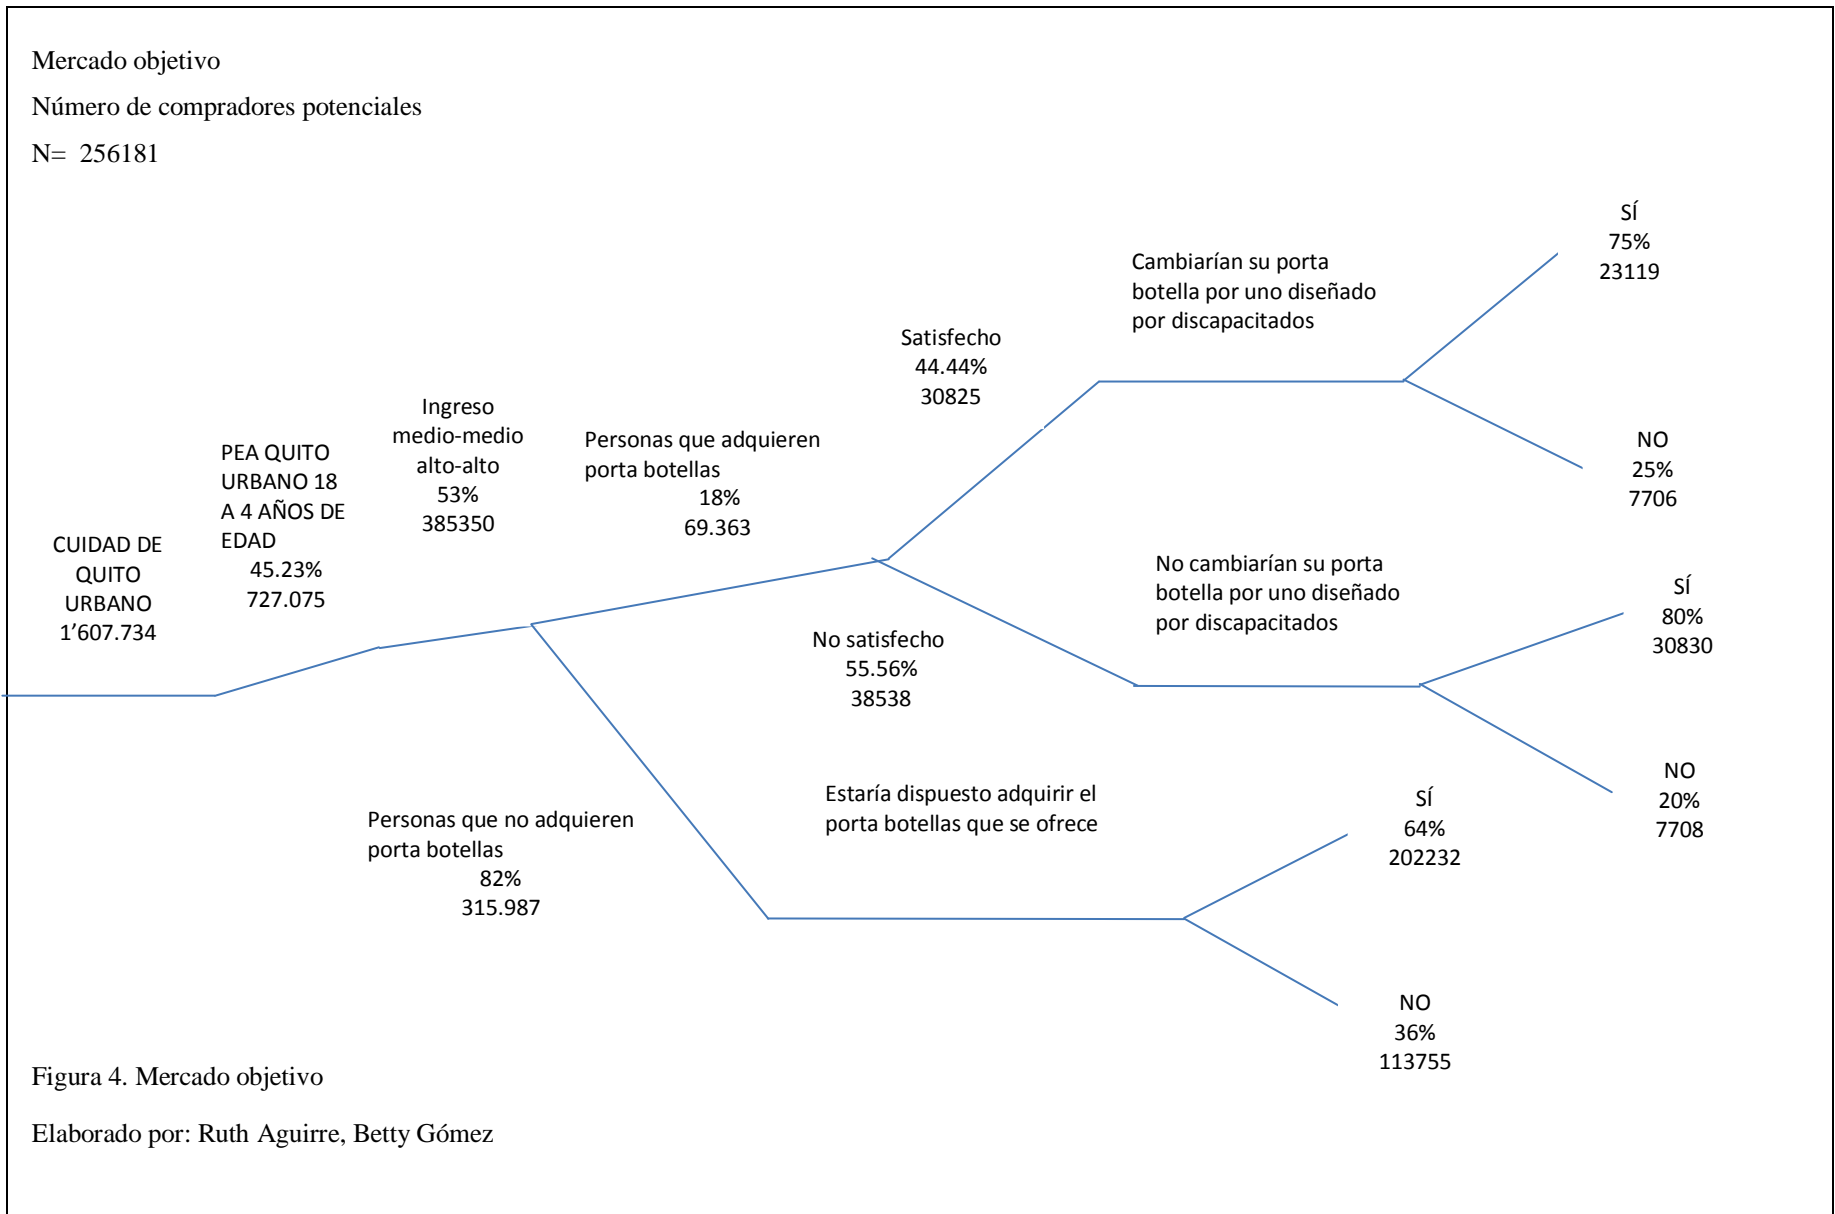 Mercado objetivo
Número de compradores potenciales
N= 256181
CUIDAD DE
QUITO
URBANO
1’607.734
PEA QUITO
URBANO 18
A 4 AÑOS DE
EDAD
45.23%
727.075
Ingreso
medio-medio
alto-alto
53%
385350
Personas que adquieren
porta botellas
18%
69.363
Satisfecho
44.44%
30825
Cambiarían su porta
botella por uno diseñado
por discapacitados
SÍ
75%
23119
NO
25%
7706
No satisfecho
55.56%
38538
No cambiarían su porta
botella por uno diseñado
por discapacitados
SÍ
80%
30830
NO
20%
7708
Personas que no adquieren
porta botellas
82%
315.987
Estaría dispuesto adquirir el
porta botellas que se ofrece
SÍ
64%
202232
NO
36%
113755
Figura 4. Mercado objetivo
Elaborado por: Ruth Aguirre, Betty Gómez